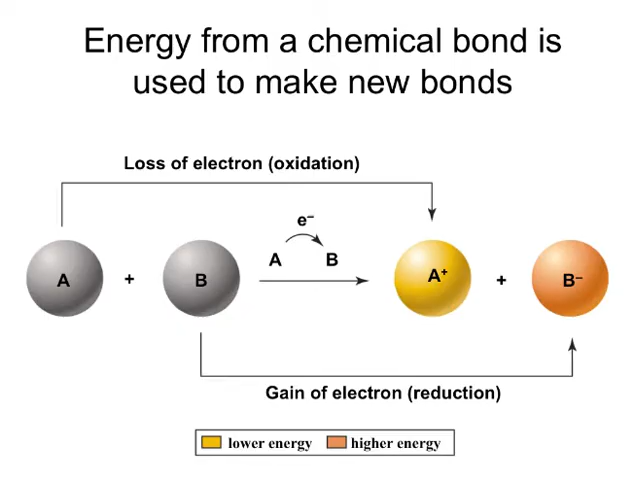 Energy from a chemical bond is
used to make new bonds
Loss of electron (oxidation)
e⁻
A B
A + B A⁺ + B⁻
Gain of electron (reduction)
lower energy higher energy